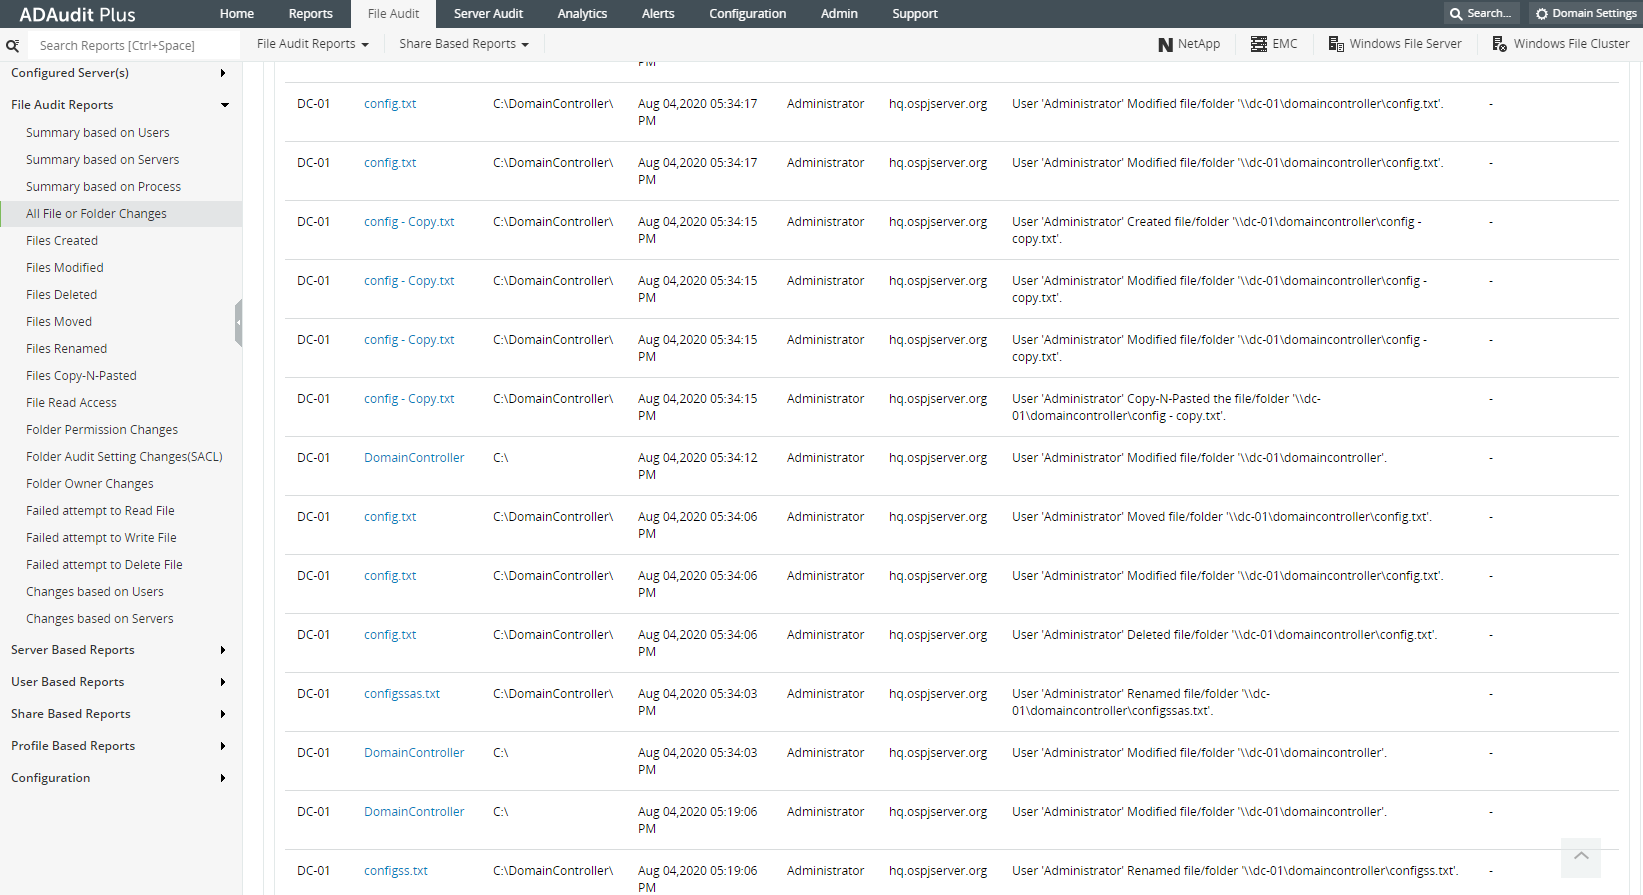 ADAudit Plus
Home Reports File Audit Server Audit Analytics Alerts Configuration Admin Support
Search... Domain Settings
Search Reports [Ctrl+Space]
File Audit Reports Share Based Reports
NetApp EMC Windows File Server Windows File Cluster
Configured Server(s)
File Audit Reports
Summary based on Users
Summary based on Servers
Summary based on Process
All File or Folder Changes
Files Created
Files Modified
Files Deleted
Files Moved
Files Renamed
Files Copy-N-Pasted
File Read Access
Folder Permission Changes
Folder Audit Setting Changes(SACL)
Folder Owner Changes
Failed attempt to Read File
Failed attempt to Write File
Failed attempt to Delete File
Changes based on Users
Changes based on Servers
Server Based Reports
User Based Reports
Share Based Reports
Profile Based Reports
Configuration
PM
DC-01 config.txt C:\DomainController\ Aug 04,2020 05:34:17 Administrator hq.ospjserver.org User 'Administrator' Modified file/folder '\\dc-01\domaincontroller\config.txt'. -
PM
DC-01 config.txt C:\DomainController\ Aug 04,2020 05:34:17 Administrator hq.ospjserver.org User 'Administrator' Modified file/folder '\\dc-01\domaincontroller\config.txt'. -
PM
DC-01 config - Copy.txt C:\DomainController\ Aug 04,2020 05:34:15 Administrator hq.ospjserver.org User 'Administrator' Created file/folder '\\dc-01\domaincontroller\config - -
PM copy.txt'.
DC-01 config - Copy.txt C:\DomainController\ Aug 04,2020 05:34:15 Administrator hq.ospjserver.org User 'Administrator' Modified file/folder '\\dc-01\domaincontroller\config - -
PM copy.txt'.
DC-01 config - Copy.txt C:\DomainController\ Aug 04,2020 05:34:15 Administrator hq.ospjserver.org User 'Administrator' Modified file/folder '\\dc-01\domaincontroller\config - -
PM copy.txt'.
DC-01 config - Copy.txt C:\DomainController\ Aug 04,2020 05:34:15 Administrator hq.ospjserver.org User 'Administrator' Copy-N-Pasted the file/folder '\\dc- -
PM 01\domaincontroller\config - copy.txt'.
DC-01 DomainController C:\ Aug 04,2020 05:34:12 Administrator hq.ospjserver.org User 'Administrator' Modified file/folder '\\dc-01\domaincontroller'. -
PM
DC-01 config.txt C:\DomainController\ Aug 04,2020 05:34:06 Administrator hq.ospjserver.org User 'Administrator' Moved file/folder '\\dc-01\domaincontroller\config.txt'. -
PM
DC-01 config.txt C:\DomainController\ Aug 04,2020 05:34:06 Administrator hq.ospjserver.org User 'Administrator' Modified file/folder '\\dc-01\domaincontroller\config.txt'. -
PM
DC-01 config.txt C:\DomainController\ Aug 04,2020 05:34:06 Administrator hq.ospjserver.org User 'Administrator' Deleted file/folder '\\dc-01\domaincontroller\config.txt'. -
PM
DC-01 configssas.txt C:\DomainController\ Aug 04,2020 05:34:03 Administrator hq.ospjserver.org User 'Administrator' Renamed file/folder '\\dc- -
PM 01\domaincontroller\configssas.txt'.
DC-01 DomainController C:\ Aug 04,2020 05:34:03 Administrator hq.ospjserver.org User 'Administrator' Modified file/folder '\\dc-01\domaincontroller'. -
PM
DC-01 DomainController C:\ Aug 04,2020 05:19:06 Administrator hq.ospjserver.org User 'Administrator' Modified file/folder '\\dc-01\domaincontroller'. -
PM
DC-01 configss.txt C:\DomainController\ Aug 04,2020 05:19:06 Administrator hq.ospjserver.org User 'Administrator' Renamed file/folder '\\dc-01\domaincontroller\configss.txt'. -
PM